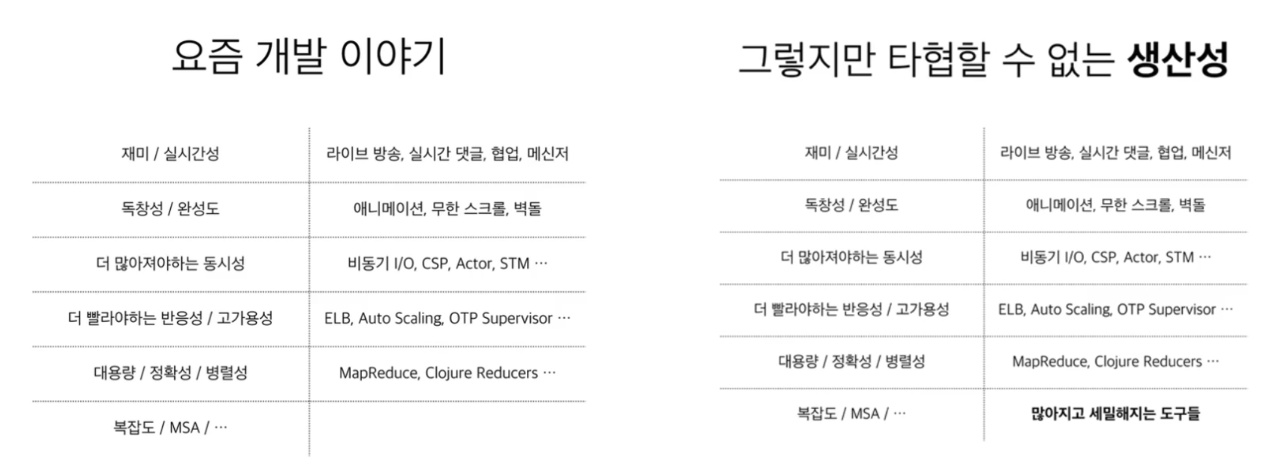 요즘 개발 이야기
재미 / 실시간성
라이브 방송, 실시간 댓글, 협업, 메신저
독창성 / 완성도
애니메이션, 무한 스크롤, 벽돌
더 많아져야하는 동시성
비동기 I/O, CSP, Actor, STM ⋯
더 빨라야하는 반응성 / 고가용성
ELB, Auto Scaling, OTP Supervisor ⋯
대용량 / 정확성 / 병렬성
MapReduce, Clojure Reducers ⋯
복잡도 / MSA / ⋯
그렇지만 타협할 수 없는 생산성
재미 / 실시간성
라이브 방송, 실시간 댓글, 협업, 메신저
독창성 / 완성도
애니메이션, 무한 스크롤, 벽돌
더 많아져야하는 동시성
비동기 I/O, CSP, Actor, STM ⋯
더 빨라야하는 반응성 / 고가용성
ELB, Auto Scaling, OTP Supervisor ⋯
대용량 / 정확성 / 병렬성
MapReduce, Clojure Reducers ⋯
복잡도 / MSA / ⋯
많아지고 세밀해지는 도구들